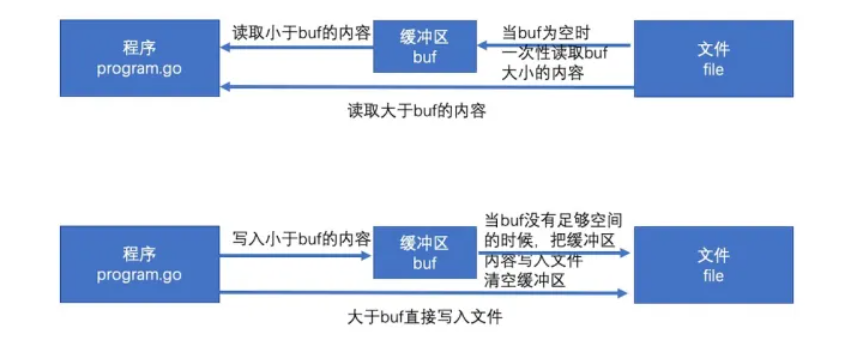 程序
program.go
读取小于buf的内容
缓冲区
buf
当buf为空时
一次性读取buf
大小的内容
文件
file
读取大于buf的内容
程序
program.go
写入小于buf的内容
缓冲区
buf
当buf没有足够空间
的时候，把缓冲区
内容写入文件
清空缓冲区
文件
file
大于buf直接写入文件